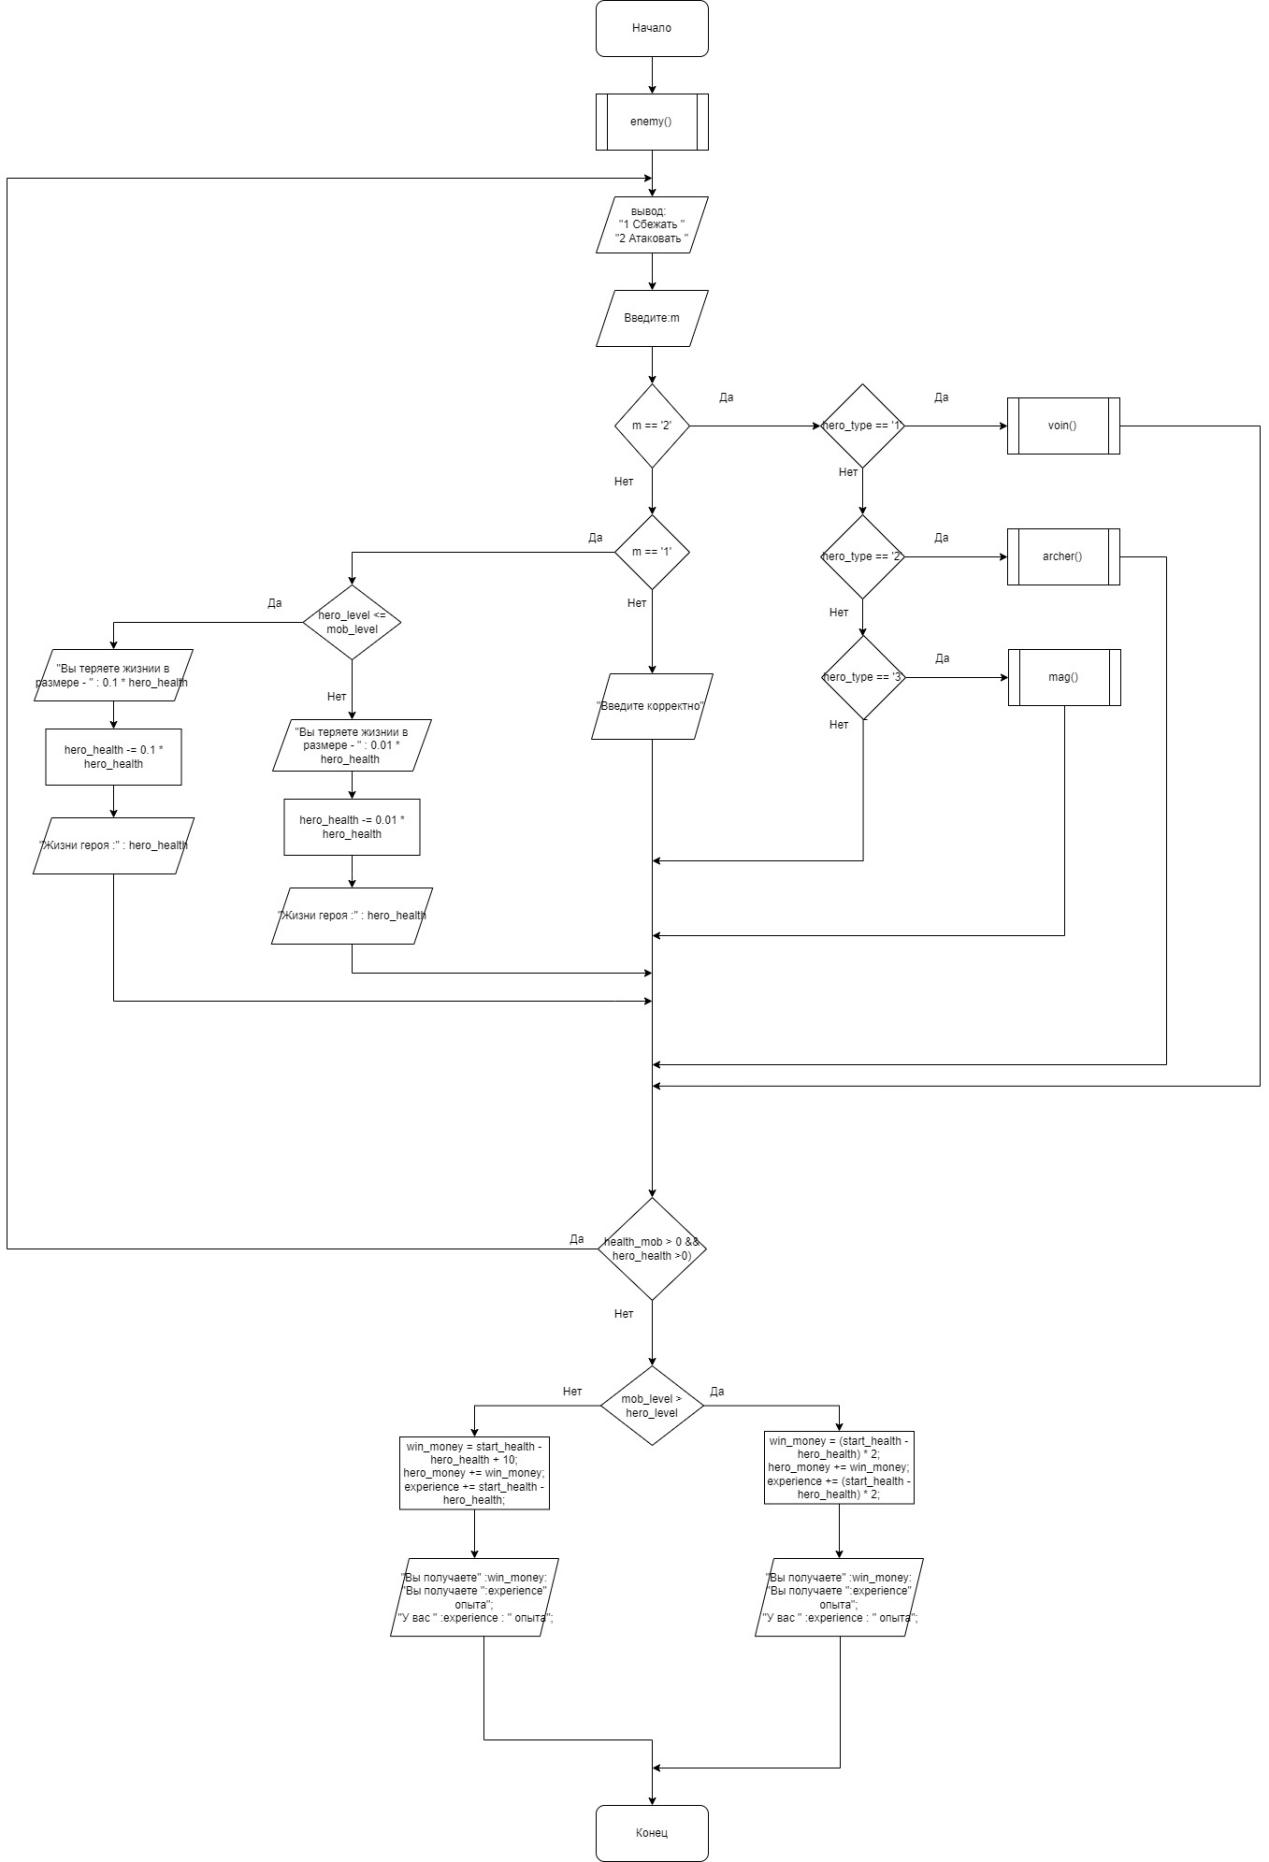 Начало
enemy()
вывод:
"1 Сбежать "
"2 Атаковать "
Введите:m
m == '2'
Да
hero_type == '1
Да
voin()
Нет
Нет
m == '1'
Да
hero_type == '2
Да
archer()
Нет
Нет
hero_level <=
mob_level
Да
Нет
hero_type == '3
Да
mag()
Нет
"Вы теряете жизнии в
размере - " : 0.1 * hero_health
hero_health -= 0.1 *
hero_health
"Жизни героя :" : hero_health
"Вы теряете жизнии в
размере - " : 0.01 *
hero_health
hero_health -= 0.01 *
hero_health
"Жизни героя :" : hero_health
"Введите корректно"
Да
health_mob > 0 &&
hero_health >0)
Нет
Нет
mob_level >
hero_level
Да
win_money = start_health -
hero_health + 10;
hero_money += win_money;
experience += start_health -
hero_health;
win_money = (start_health -
hero_health) * 2;
hero_money += win_money;
experience += (start_health -
hero_health) * 2;
"Вы получаете" :win_money:
"Вы получаете ":experience"
опыта";
"У вас " :experience : " опыта";
"Вы получаете" :win_money:
"Вы получаете ":experience"
опыта";
"У вас " :experience : " опыта";
Конец